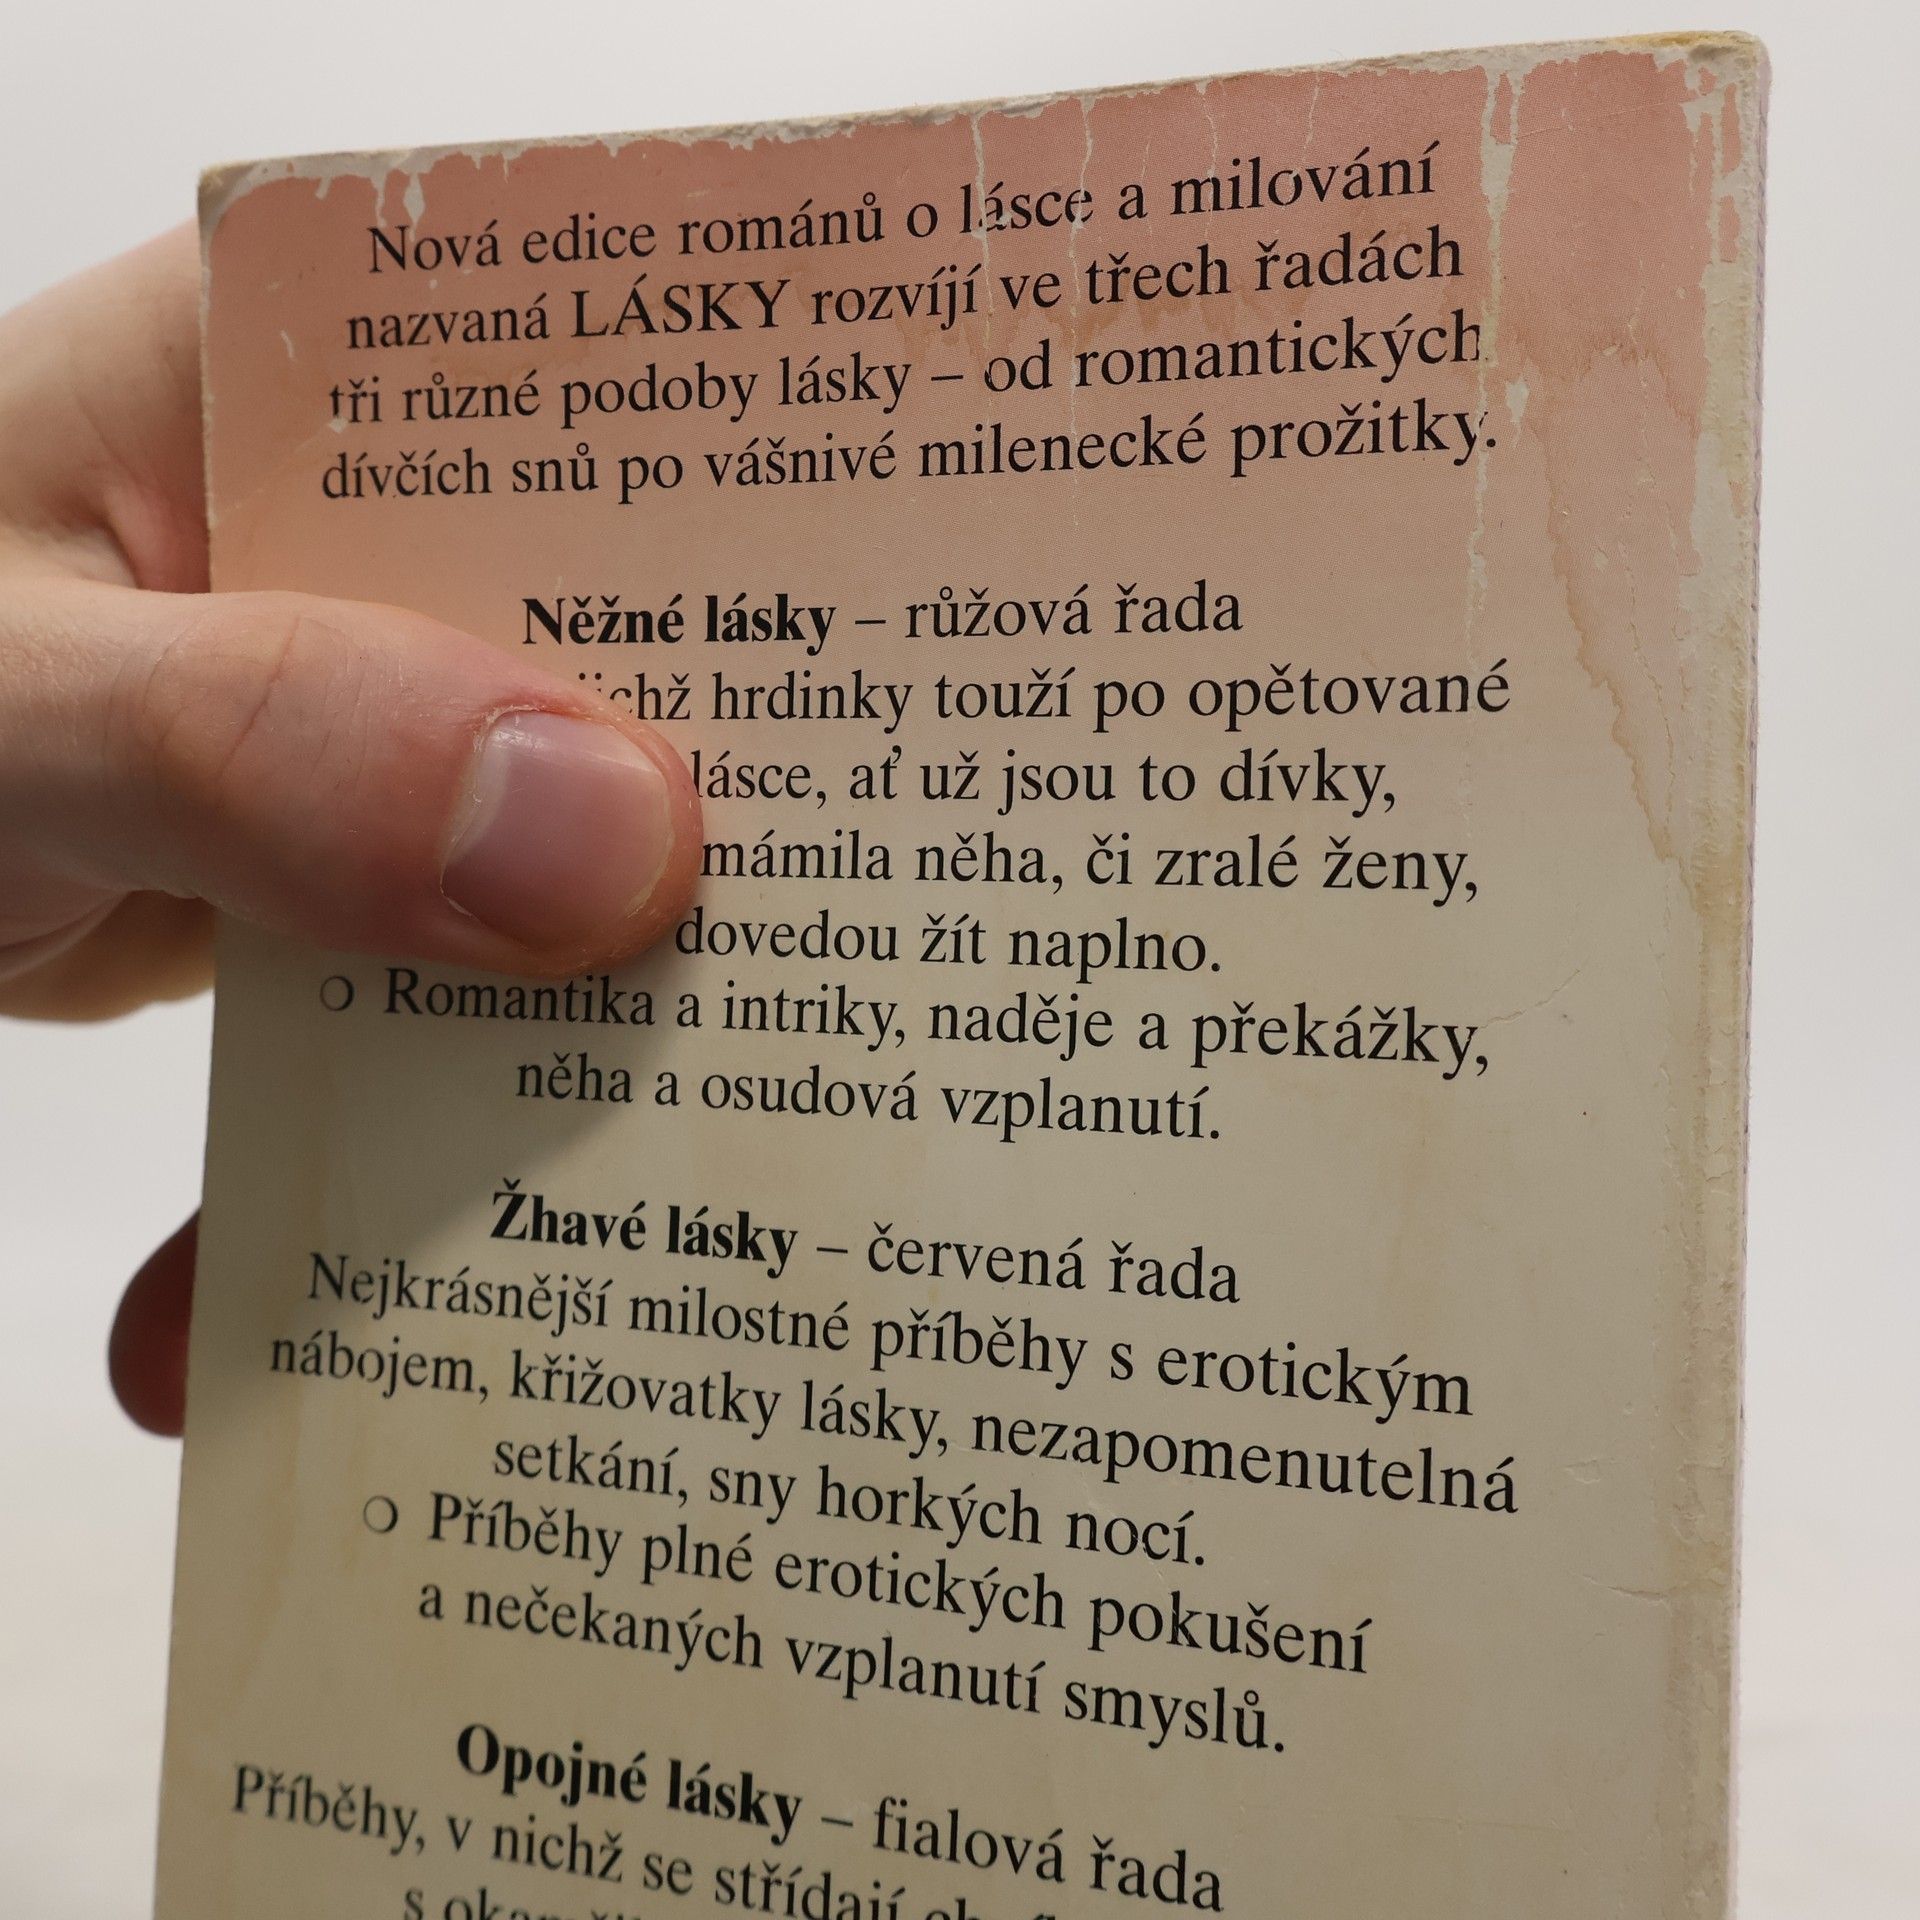 Nová edice románů o lásce a milování
nazvaná LÁSKY rozvíjí ve třech řadách
tři různé podoby lásky – od romantických
dívčích snů po vášnivé milenecké prožitky.
Něžné lásky – růžová řada
hrdinky touží po opětované
lásce, ať už jsou to dívky,
něha, či zralé ženy,
dovedou žít naplno.
❍ Romantika a intriky, naděje a překážky,
něha a osudová vzplanutí.
Žhavé lásky – červená řada
Nejkrásnější milostné příběhy s erotickým
nábojem, křižovatky lásky, nezapomenutelná
setkání, sny horkých nocí.
❍ Příběhy plné erotických pokušení
a nečekaných vzplanutí smyslů.
Opojné lásky – fialová řada
Příběhy, v nichž se střídají
s